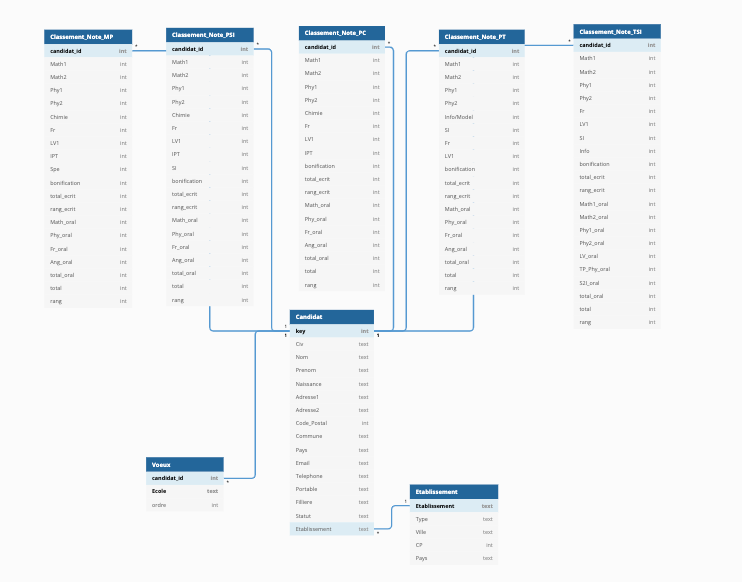 Classement_Note_MP
candidat_id int
Math1 int
Math2 int
Phy1 int
Phy2 int
Chimie int
Fr int
LV1 int
IPT int
Spe int
bonification int
total_ecrit int
rang_ecrit int
Math_oral int
Phy_oral int
Fr_oral int
Ang_oral int
total_oral int
total int
rang int
Classement_Note_PSI
candidat_id int
Math1 int
Math2 int
Phy1 int
Phy2 int
Chimie int
Fr int
LV1 int
IPT int
SI int
bonification int
total_ecrit int
rang_ecrit int
Math_oral int
Phy_oral int
Fr_oral int
Ang_oral int
total_oral int
total int
rang int
Classement_Note_PC
candidat_id int
Math1 int
Math2 int
Phy1 int
Phy2 int
Chimie int
Fr int
LV1 int
IPT int
bonification int
total_ecrit int
rang_ecrit int
Math_oral int
Phy_oral int
Fr_oral int
Ang_oral int
total_oral int
total int
rang int
Classement_Note_PT
candidat_id int
Math1 int
Math2 int
Phy1 int
Phy2 int
Info/Model int
SI int
Fr int
LV1 int
bonification int
total_ecrit int
rang_ecrit int
Math_oral int
Phy_oral int
Fr_oral int
Ang_oral int
total_oral int
total int
rang int
Classement_Note_TSI
candidat_id int
Math1 int
Math2 int
Phy1 int
Phy2 int
Fr int
LV1 int
SI int
Info int
bonification int
total_ecrit int
rang_ecrit int
Math1_oral int
Math2_oral int
Phy1_oral int
Phy2_oral int
LV_oral int
TP_Phy_oral int
S2I_oral int
total_oral int
total int
rang int
Candidat
key int
Civ text
Nom text
Prenom text
Naissance text
Adresse1 text
Adresse2 text
Code_Postal int
Commune text
Pays text
Email text
Telephone text
Portable text
Filliere text
Statut text
Etablissement text
Voeux
candidat_id int
Ecole text
ordre int
Etablissement
Etablissement text
Type text
Ville text
CP int
Pays text